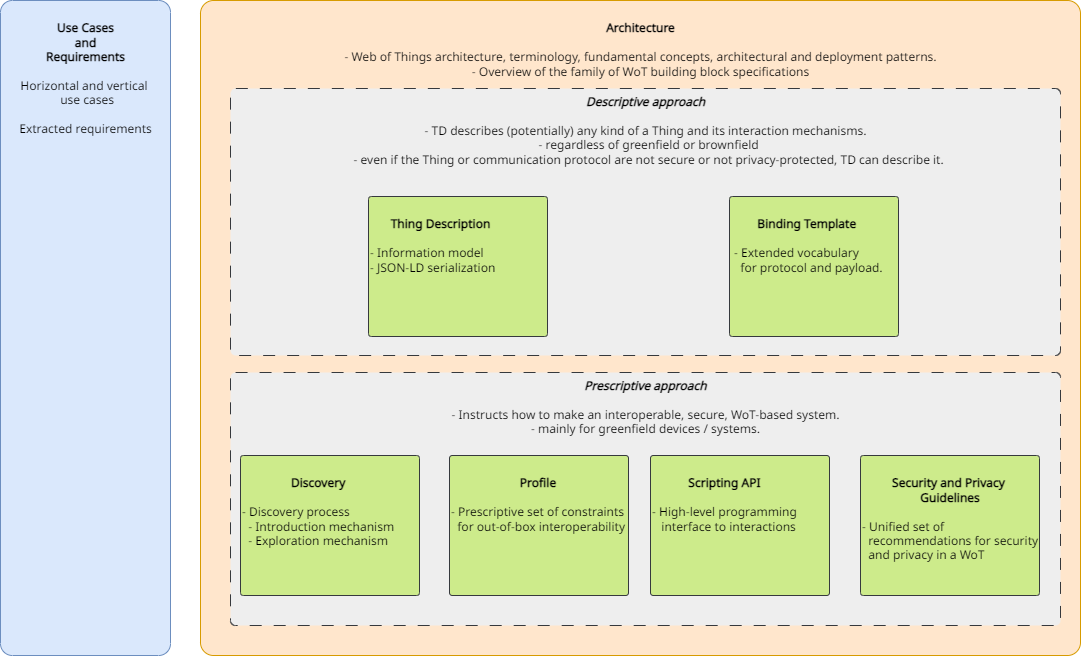 Use Cases
and
Requirements
Horizontal and vertical
use cases
Extracted requirements
Architecture
- Web of Things architecture, terminology, fundamental concepts, architectural and deployment patterns.
- Overview of the family of WoT building block specifications
Descriptive approach
- TD describes (potentially) any kind of a Thing and its interaction mechanisms.
- regardless of greenfield or brownfield
- even if the Thing or communication protocol are not secure or not privacy-protected, TD can describe it.
Thing Description
- Information model
- JSON-LD serialization
Binding Template
- Extended vocabulary
for protocol and payload.
Prescriptive approach
- Instructs how to make an interoperable, secure, WoT-based system.
- mainly for greenfield devices / systems.
Discovery
- Discovery process
- Introduction mechanism
- Exploration mechanism
Profile
- Prescriptive set of constraints
for out-of-box interoperability
Scripting API
- High-level programming
interface to interactions
Security and Privacy
Guidelines
- Unified set of
recommendations for security
and privacy in a WoT